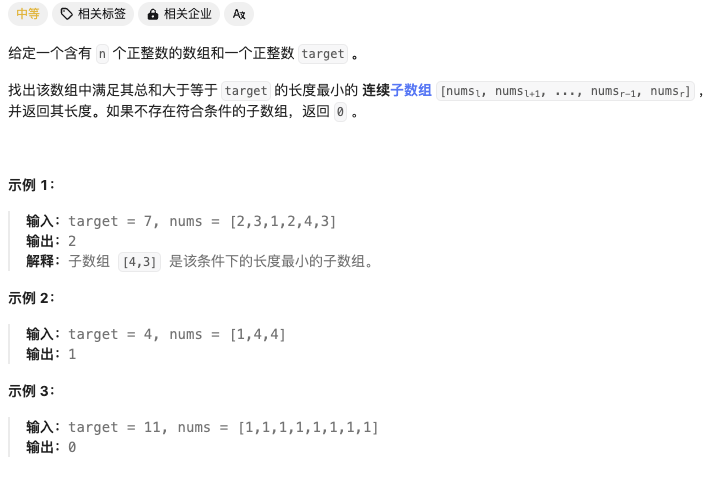 中等 相关标签 相关企业 Aあ
给定一个含有 n 个正整数的数组和一个正整数 target 。
找出该数组中满足其总和大于等于 target 的长度最小的 连续子数组 [numsl, numsl+1, ..., numsr-1, numsr] ，
并返回其长度。如果不存在符合条件的子数组，返回 0 。
示例 1：
输入：target = 7, nums = [2,3,1,2,4,3]
输出：2
解释：子数组 [4,3] 是该条件下的长度最小的子数组。
示例 2：
输入：target = 4, nums = [1,4,4]
输出：1
示例 3：
输入：target = 11, nums = [1,1,1,1,1,1,1,1]
输出：0